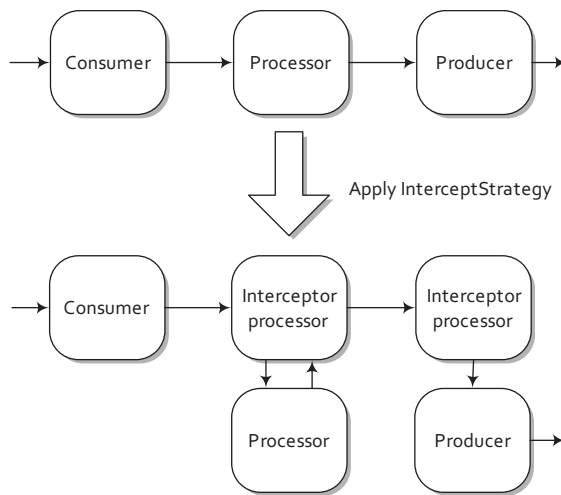 Consumer
Processor
Producer
Apply InterceptStrategy
Consumer
Interceptor
processor
Interceptor
processor
Processor
Producer